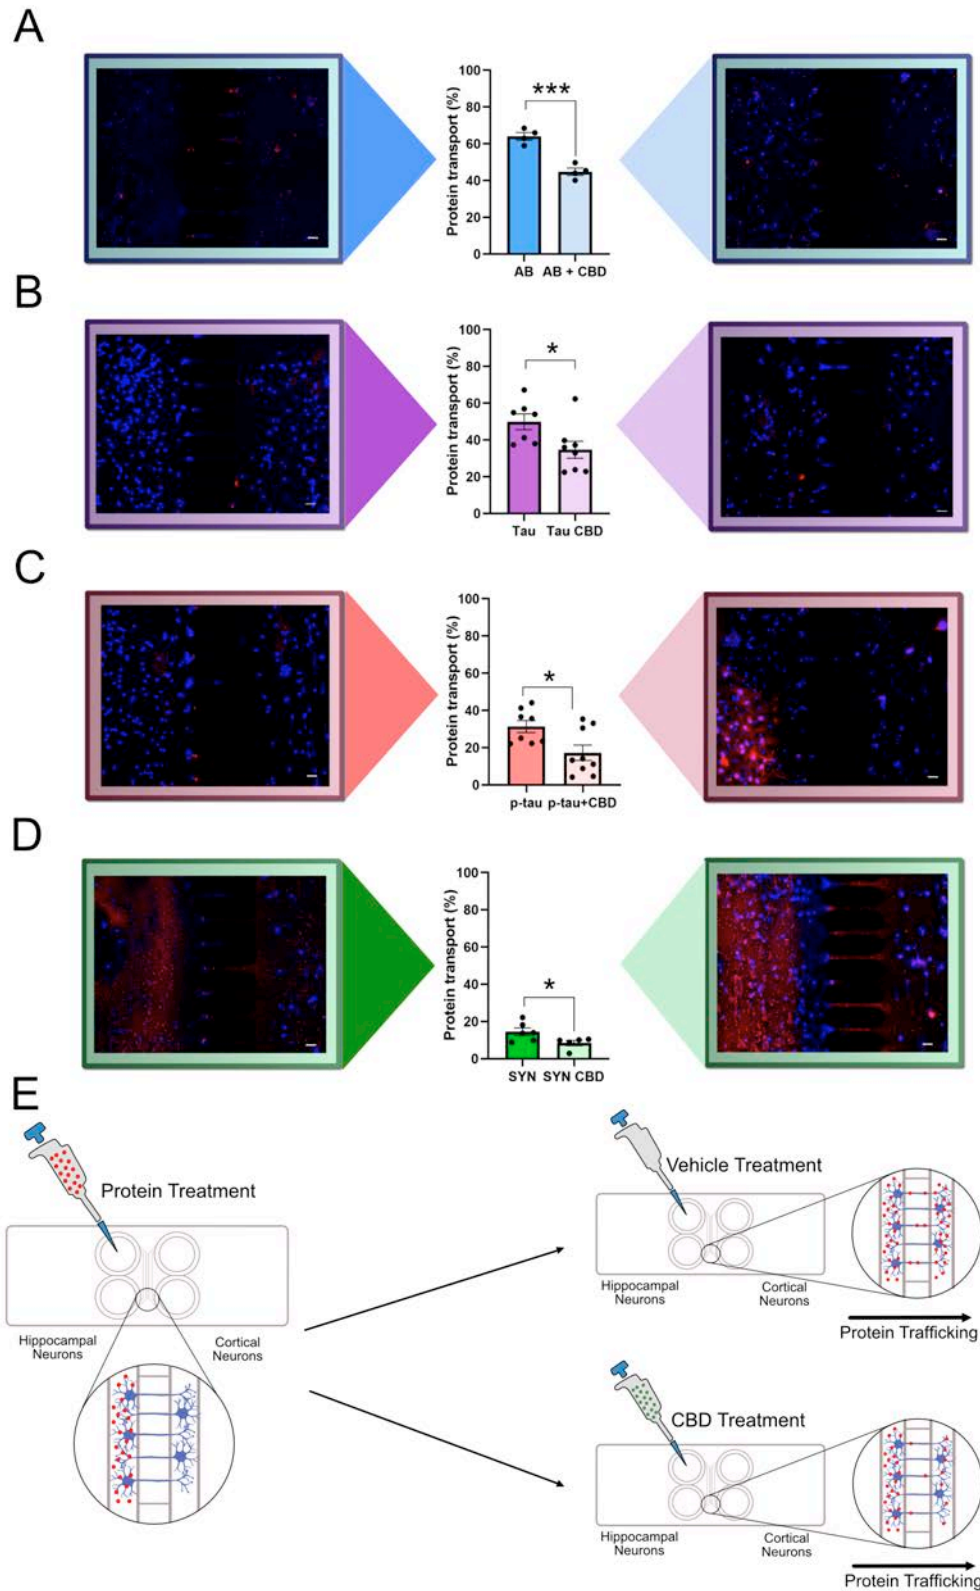 A
Protein transport (%)
100
80
60
40
20
0
***
AB AB + CBD
B
Protein transport (%)
100
80
60
40
20
0
*
Tau Tau CBD
C
Protein transport (%)
100
80
60
40
20
0
*
p-tau p-tau+CBD
D
Protein transport (%)
100
80
60
40
20
0
*
SYN SYN CBD
E
Protein Treatment
Hippocampal
Neurons
Cortical
Neurons
Vehicle Treatment
Hippocampal
Neurons
Cortical
Neurons
Protein Trafficking
CBD Treatment
Hippocampal
Neurons
Cortical
Neurons
Protein Trafficking